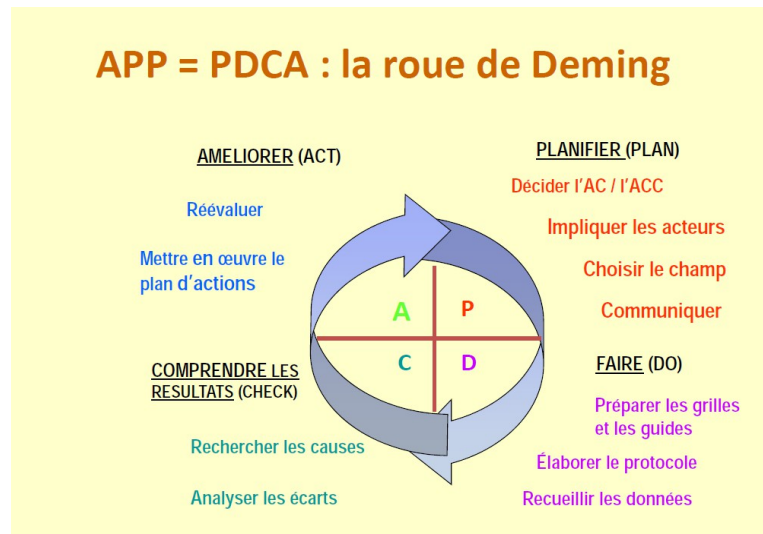 APP = PDCA : la roue de Deming
AMELIORER (ACT)
Réévaluer
Mettre en œuvre le
plan d’actions
PLANIFIER (PLAN)
Décider l’AC / l’ACC
Impliquer les acteurs
Choisir le champ
Communiquer
A
P
C
D
COMPRENDRE LES
RESULTATS (CHECK)
Rechercher les causes
Analyser les écarts
FAIRE (DO)
Préparer les grilles
et les guides
Élaborer le protocole
Recueillir les données